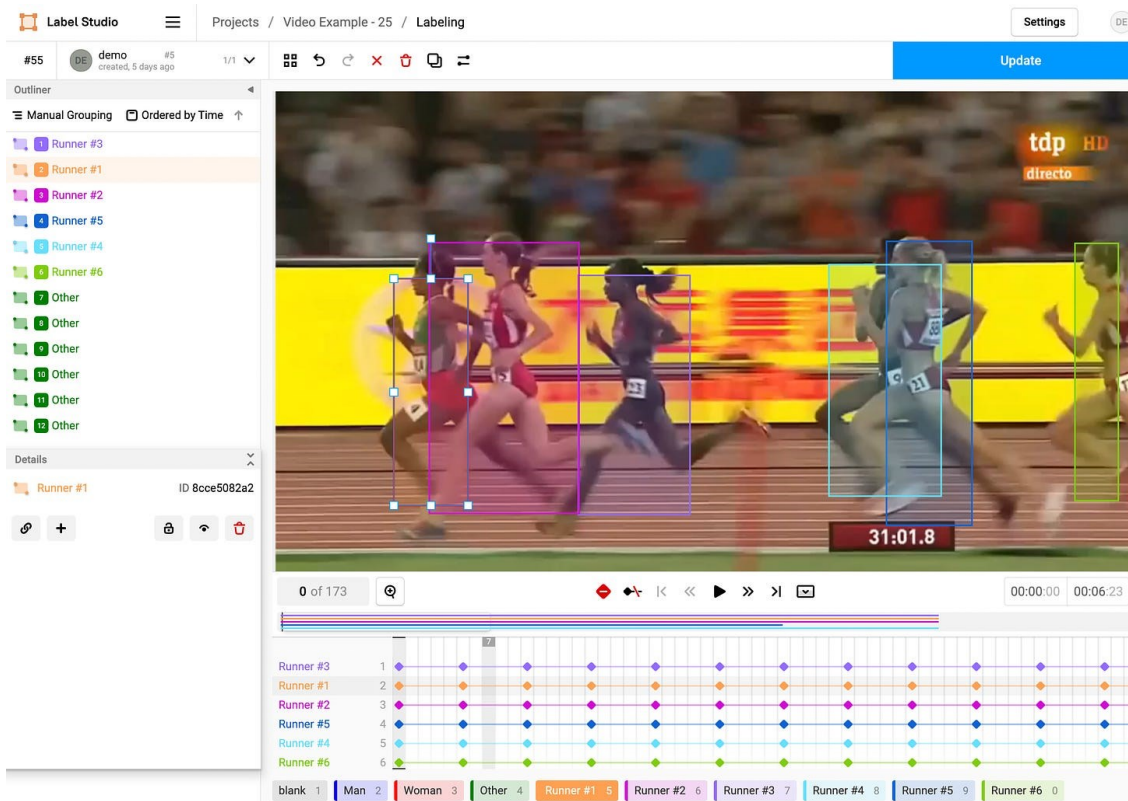 Label Studio
Projects / Video Example - 25 / Labeling
Settings
DE
#55
DE
demo #5
created, 5 days ago
1/1
Update
Outliner
Manual Grouping
Ordered by Time
1 Runner #3
2 Runner #1
3 Runner #2
4 Runner #5
5 Runner #4
6 Runner #6
7 Other
8 Other
9 Other
10 Other
11 Other
12 Other
Details
Runner #1
ID 8cce5082a2
tdp HD
directo
31:01.8
0 of 173
00:00:00
00:06:23
7
Runner #3 1
Runner #1 2
Runner #2 3
Runner #5 4
Runner #4 5
Runner #6 6
blank 1
Man 2
Woman 3
Other 4
Runner #1 5
Runner #2 6
Runner #3 7
Runner #4 8
Runner #5 9
Runner #6 0